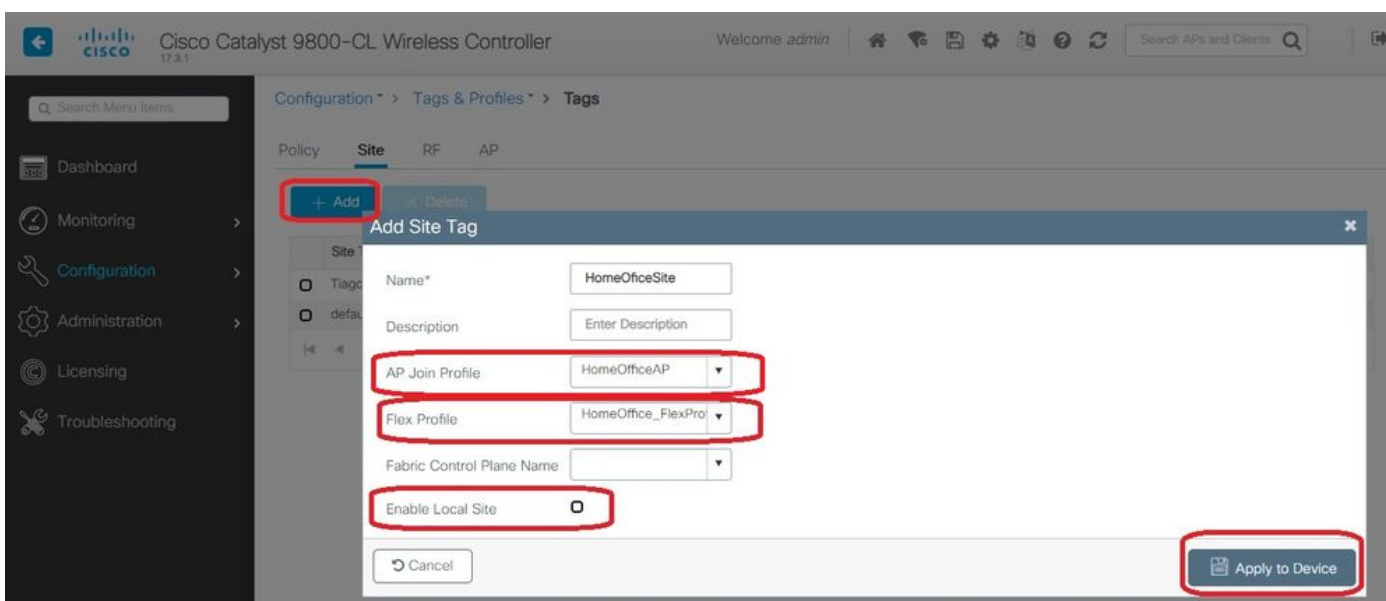 CISCO
Cisco Catalyst 9800-CL Wireless Controller
17.3.1
Welcome admin
Search APs and Clients
Search Menu Items
Dashboard
Monitoring
Configuration
Administration
Licensing
Troubleshooting
Configuration > Tags & Profiles > Tags
Policy Site RF AP
+ Add × Delete
Site
Add Site Tag
Name* HomeOficeSite
Description Enter Description
AP Join Profile HomeOfficeAP
Flex Profile HomeOffice_FlexPro
Fabric Control Plane Name
Enable Local Site
Cancel
Apply to Device